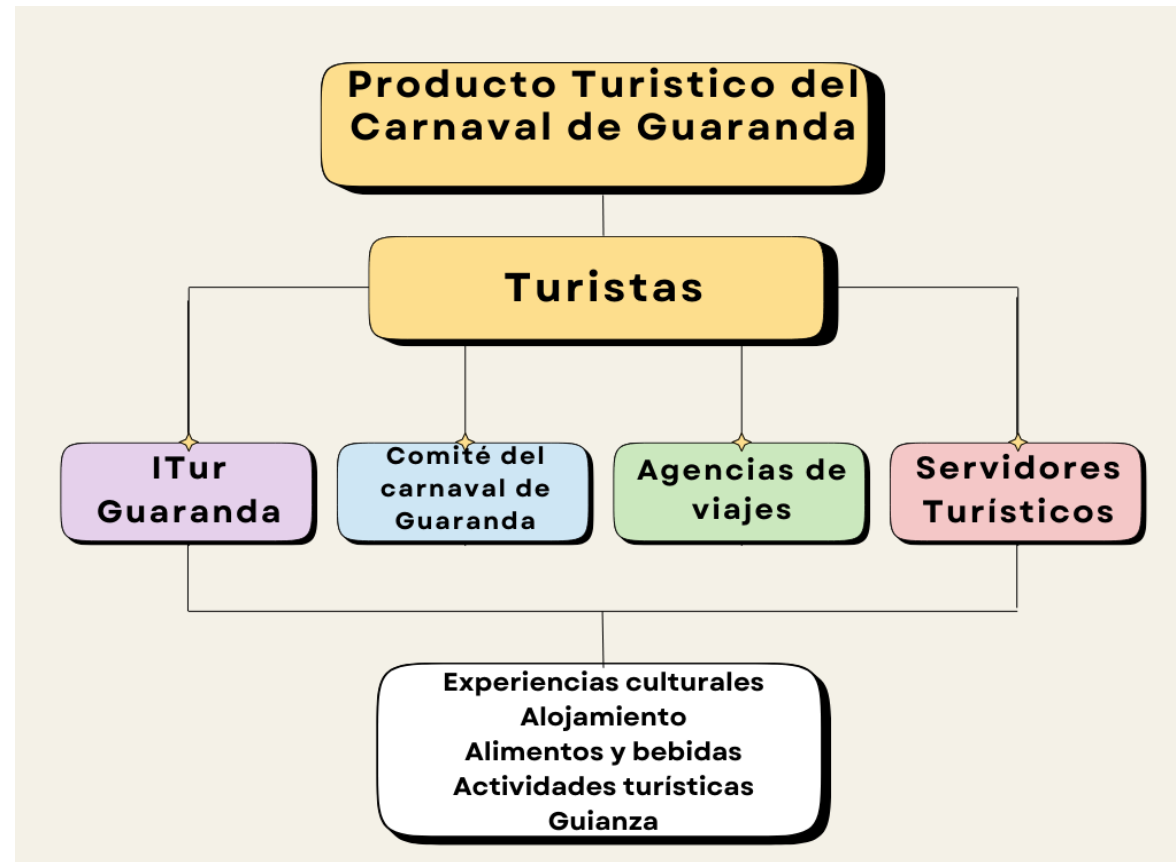 Producto Turistico del
Carnaval de Guaranda
Turistas
ITur
Guaranda
Comité del
carnaval de
Guaranda
Agencias de
viajes
Servidores
Turísticos
Experiencias culturales
Alojamiento
Alimentos y bebidas
Actividades turísticas
Guianza